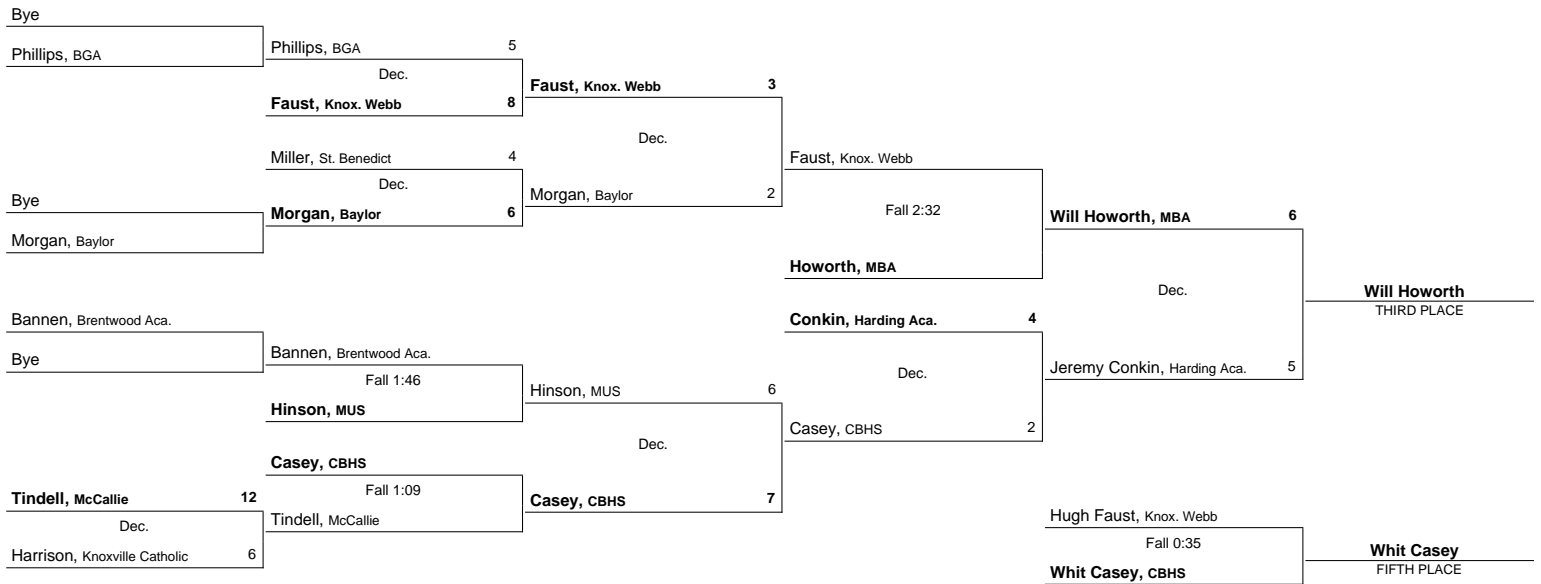 Bye
Phillips, BGA
Phillips, BGA 5
Dec.
Faust, Knox. Webb 8
Faust, Knox. Webb 3
Dec.
Miller, St. Benedict 4
Dec.
Morgan, Baylor 6
Morgan, Baylor 2
Bye
Morgan, Baylor
Faust, Knox. Webb
Fall 2:32
Howorth, MBA
Will Howorth, MBA 6
Dec.
Will Howorth
THIRD PLACE
Bannen, Brentwood Aca.
Bye
Bannen, Brentwood Aca.
Fall 1:46
Hinson, MUS
Hinson, MUS 6
Dec.
Conkin, Harding Aca. 4
Dec.
Casey, CBHS 2
Jeremy Conkin, Harding Aca. 5
Casey, CBHS
Fall 1:09
Tindell, McCallie
Casey, CBHS 7
Tindell, McCallie 12
Dec.
Harrison, Knoxville Catholic 6
Hugh Faust, Knox. Webb
Fall 0:35
Whit Casey, CBHS
Whit Casey
FIFTH PLACE